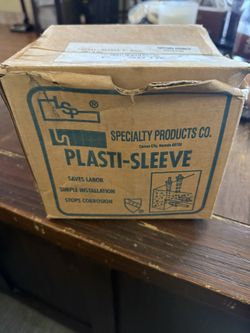 HSP ®
SPECIALTY PRODUCTS CO.
PLASTI-SLEEVE
SAVES LABOR
SIMPLE INSTALLATION
STOPS CORROSION